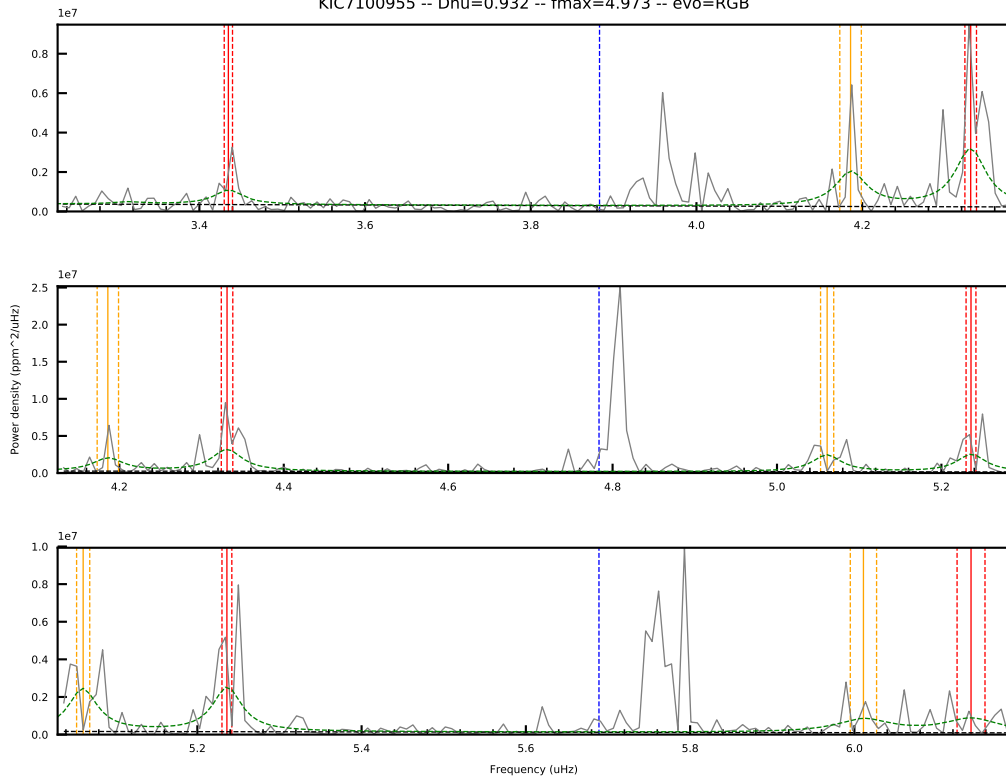 KIC7100955 -- Dnu=0.932 -- fmax=4.973 -- evo=RGB
1e7
0.8
0.6
0.4
0.2
0.0
3.4 3.6 3.8 4.0 4.2
1e7
2.5
2.0
1.5
1.0
0.5
0.0
Power density (ppm^2/uHz)
4.2 4.4 4.6 4.8 5.0 5.2
1e7
1.0
0.8
0.6
0.4
0.2
0.0
5.2 5.4 5.6 5.8 6.0
Frequency (uHz)